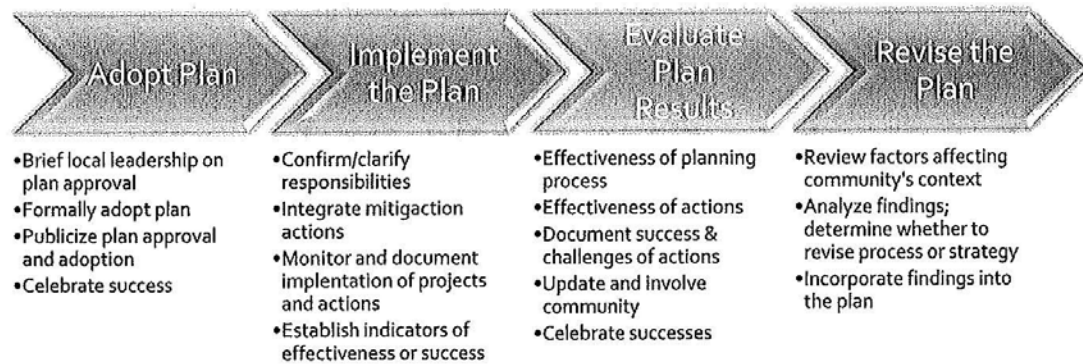 Adopt Plan
Implement
the Plan
Evaluate
Plan
Results
Revise the
Plan
•Brief local leadership on
plan approval
•Formally adopt plan
•Publicize plan approval
and adoption
•Celebrate success
•Confirm/clarify
responsibilities
•Integrate mitigaction
actions
•Monitor and document
implentation of projects
and actions
•Establish indicators of
effectiveness or success
•Effectiveness of planning
process
•Effectiveness of actions
•Document success &
challenges of actions
•Update and involve
community
•Celebrate successes
•Review factors affecting
community's context
•Analyze findings;
determine whether to
revise process or strategy
•Incorporate findings into
the plan